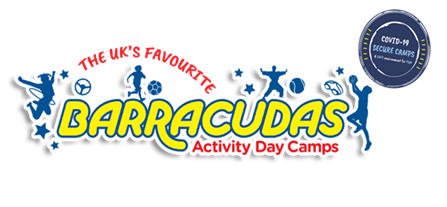 THE UK'S FAVOURITE
BARRACUDAS
Activity Day Camps
COVID-19
SECURE CAMPS